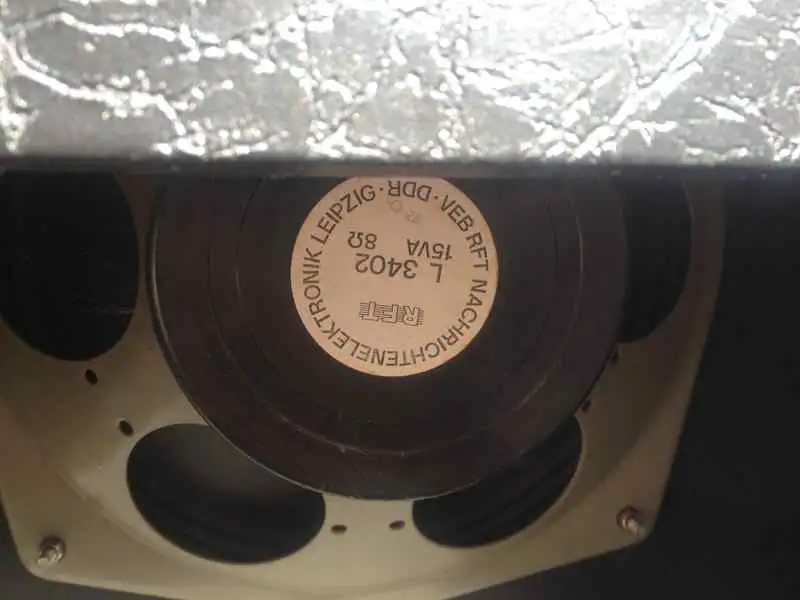 RFT
L 3402
15VA 8Ω
VEB RFT NACHRICHTENELEKTRONIK LEIPZIG · DDR ·